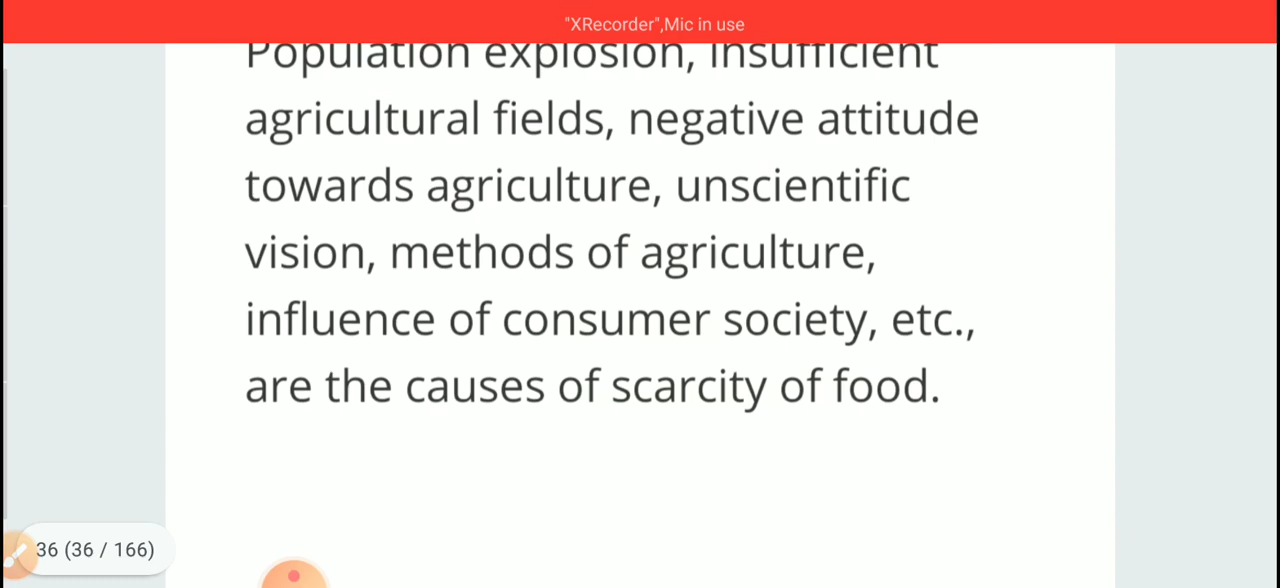 "XRecorder",Mic in use
Population explosion, insufficient
agricultural fields, negative attitude
towards agriculture, unscientific
vision, methods of agriculture,
influence of consumer society, etc.,
are the causes of scarcity of food.
36 (36 / 166)